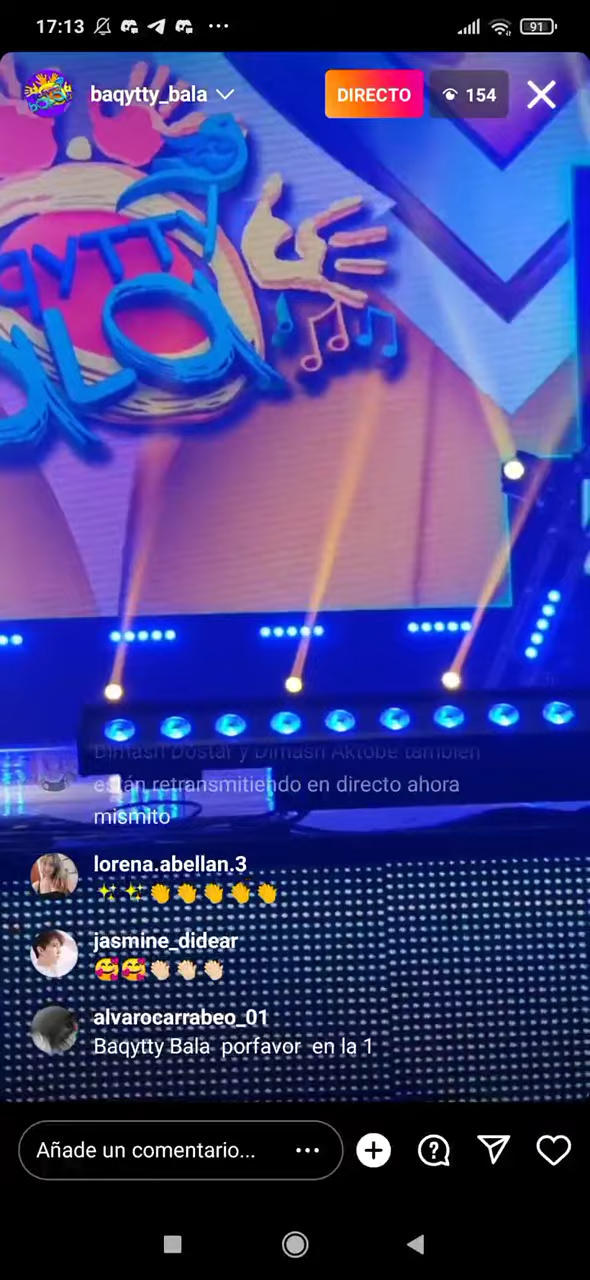 17:13
91
baqytty_bala
DIRECTO
154
QYTTY
Dimash Dostar y Dimash Aktobe también
están retransmitiendo en directo ahora
mismito
lorena.abellan.3
✨✨👏👏👏👏👏
jasmine_didear
🥰🥰👏🏻👏🏻👏🏻
alvarocarrabeo_01
Baqytty Bala porfavor en la 1
Añade un comentario...